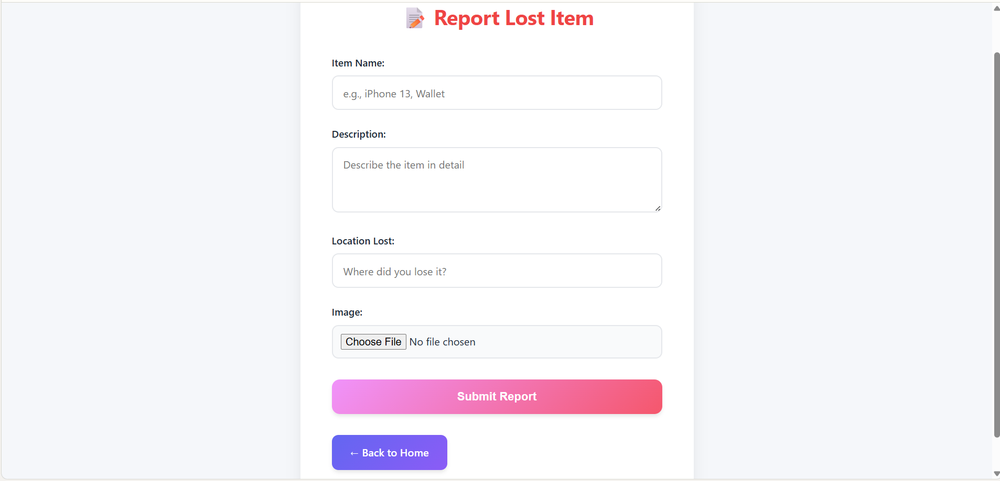 Report Lost Item
Item Name:
e.g., iPhone 13, Wallet
Description:
Describe the item in detail
Location Lost:
Where did you lose it?
Image:
Choose File No file chosen
Submit Report
← Back to Home